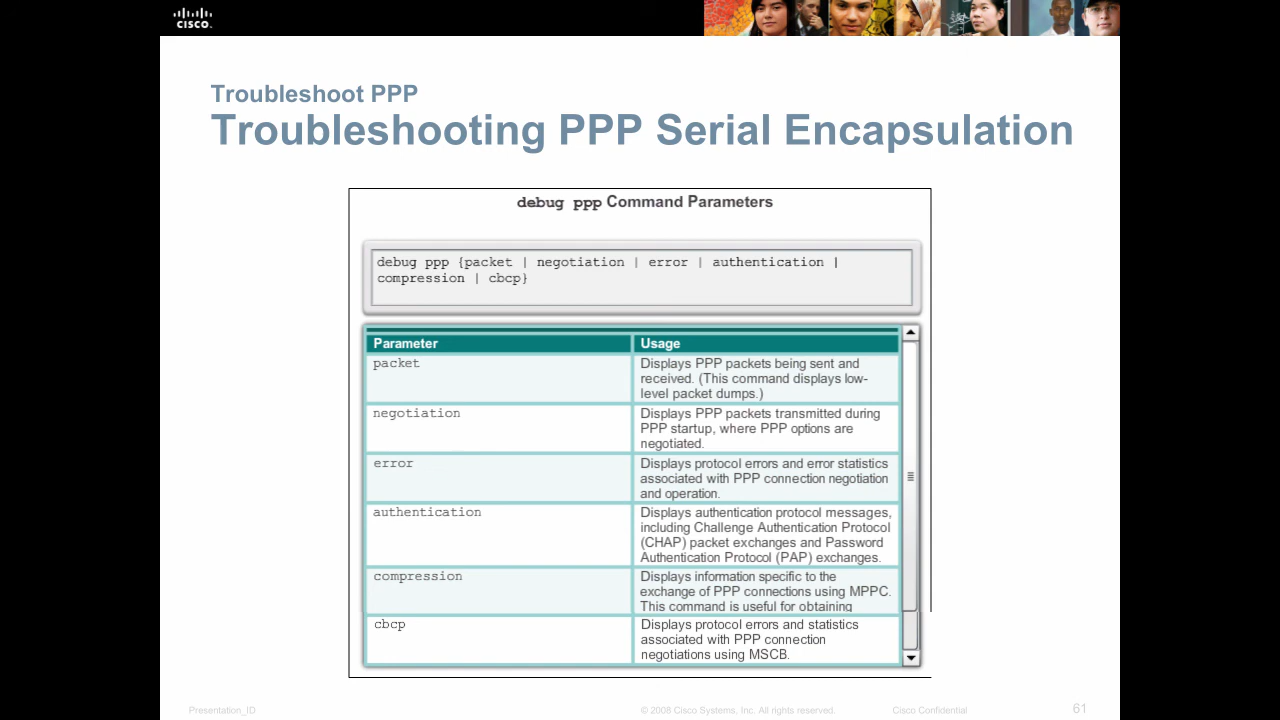 CISCO.
Troubleshoot PPP
Troubleshooting PPP Serial Encapsulation
debug ppp Command Parameters
debug ppp {packet | negotiation | error | authentication |
compression | cbcp}
Parameter Usage
packet Displays PPP packets being sent and
received. (This command displays low-
level packet dumps.)
negotiation Displays PPP packets transmitted during
PPP startup, where PPP options are
negotiated.
error Displays protocol errors and error statistics
associated with PPP connection negotiation
and operation.
authentication Displays authentication protocol messages,
including Challenge Authentication Protocol
(CHAP) packet exchanges and Password
Authentication Protocol (PAP) exchanges.
compression Displays information specific to the
exchange of PPP connections using MPPC.
This command is useful for obtaining
cbcp Displays protocol errors and statistics
associated with PPP connection
negotiations using MSCB.
Presentation_ID © 2008 Cisco Systems, Inc. All rights reserved. Cisco Confidential 61